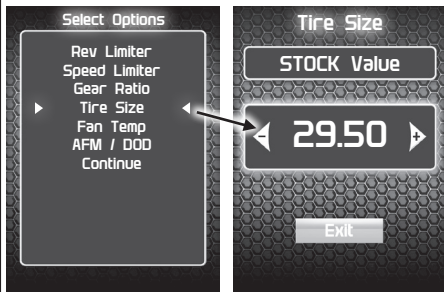 Select Options
Rev Limiter
Speed Limiter
Gear Ratio
Tire Size
Fan Temp
AFM / DOD
Continue
Tire Size
STOCK Value
- 29.50 +
Exit